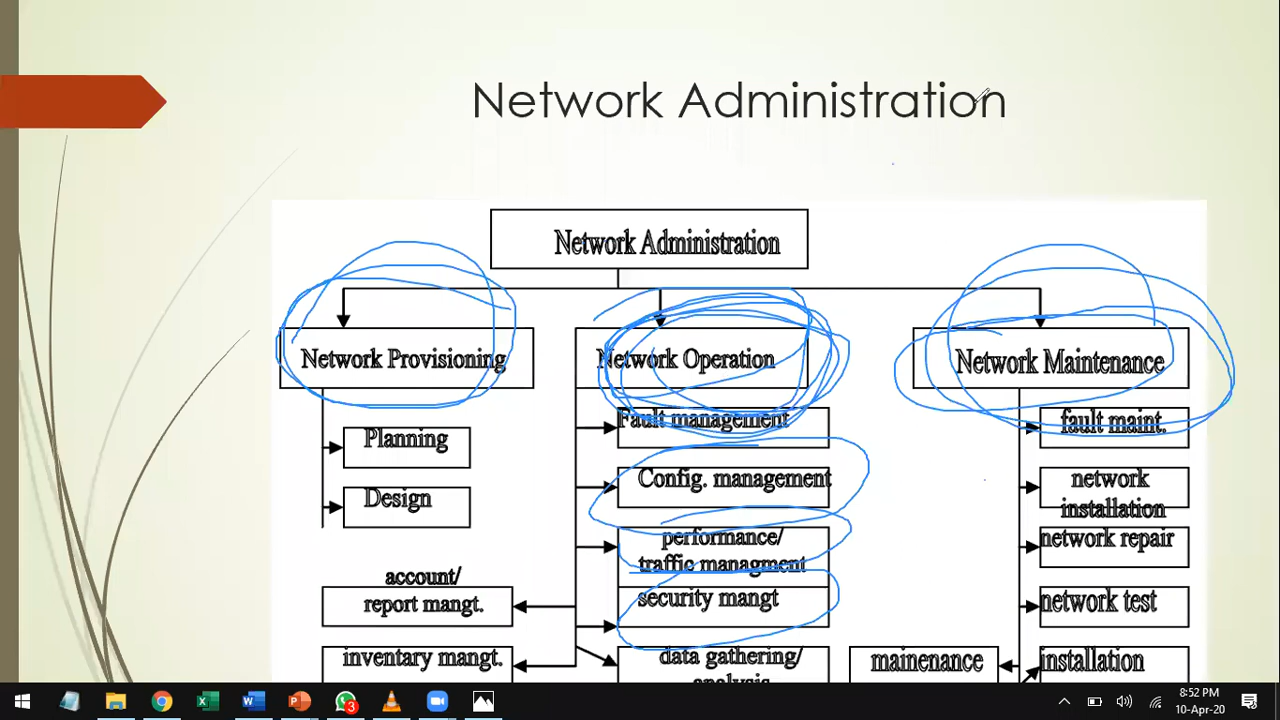 Network Administration
Network Administration
Network Provisioning
Network Operation
Network Maintenance
Planning
Design
Fault management
Config. management
performance/
traffic managment
security mangt
data gathering/
analysis
account/
report mangt.
inventary mangt.
fault maint.
network
installation
network repair
network test
mainenance
installation
3
8:52 PM
10-Apr-20